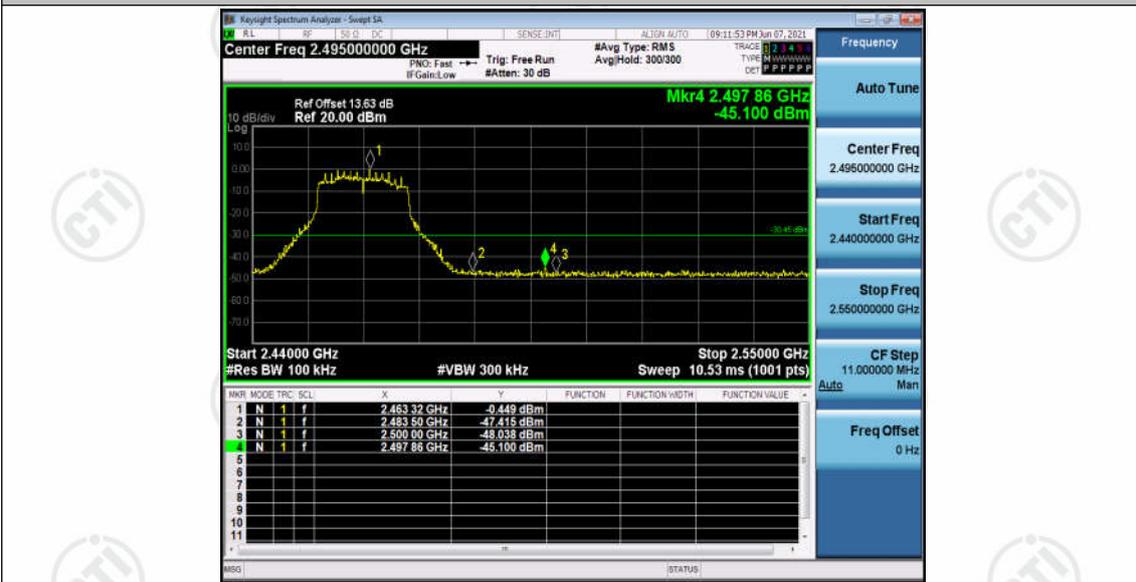 Keysight Spectrum Analyzer - Swept SA
RL RF 50 Ω DC SENSE:INT ALIGN AUTO 09:11:53 PM Jun 07, 2021
Center Freq 2.495000000 GHz
PNO: Fast
IFGain:Low
Trig: Free Run
#Atten: 30 dB
#Avg Type: RMS
Avg|Hold: 300/300
TRACE 1 2 3 4 5 6
TYPE M WWWWW
DET P P P P P P
Frequency
Auto Tune
Center Freq
2.495000000 GHz
Start Freq
2.440000000 GHz
Stop Freq
2.550000000 GHz
CF Step
11.000000 MHz
Auto Man
Freq Offset
0 Hz
Mkr4 2.497 86 GHz
-45.100 dBm
Ref Offset 13.63 dB
10 dB/div Ref 20.00 dBm
Log
10.0
0.00
-10.0
-20.0
-30.0
-40.0
-50.0
-60.0
-70.0
1
2
4
3
-30.45 dBm
Start 2.44000 GHz Stop 2.55000 GHz
#Res BW 100 kHz #VBW 300 kHz Sweep 10.53 ms (1001 pts)
MKR MODE TRC SCL X Y FUNCTION FUNCTION WIDTH FUNCTION VALUE
1 N 1 f 2.463 32 GHz -0.449 dBm
2 N 1 f 2.483 50 GHz -47.415 dBm
3 N 1 f 2.500 00 GHz -48.038 dBm
4 N 1 f 2.497 86 GHz -45.100 dBm
5
6
7
8
9
10
11
MSG STATUS
CTI
CTI